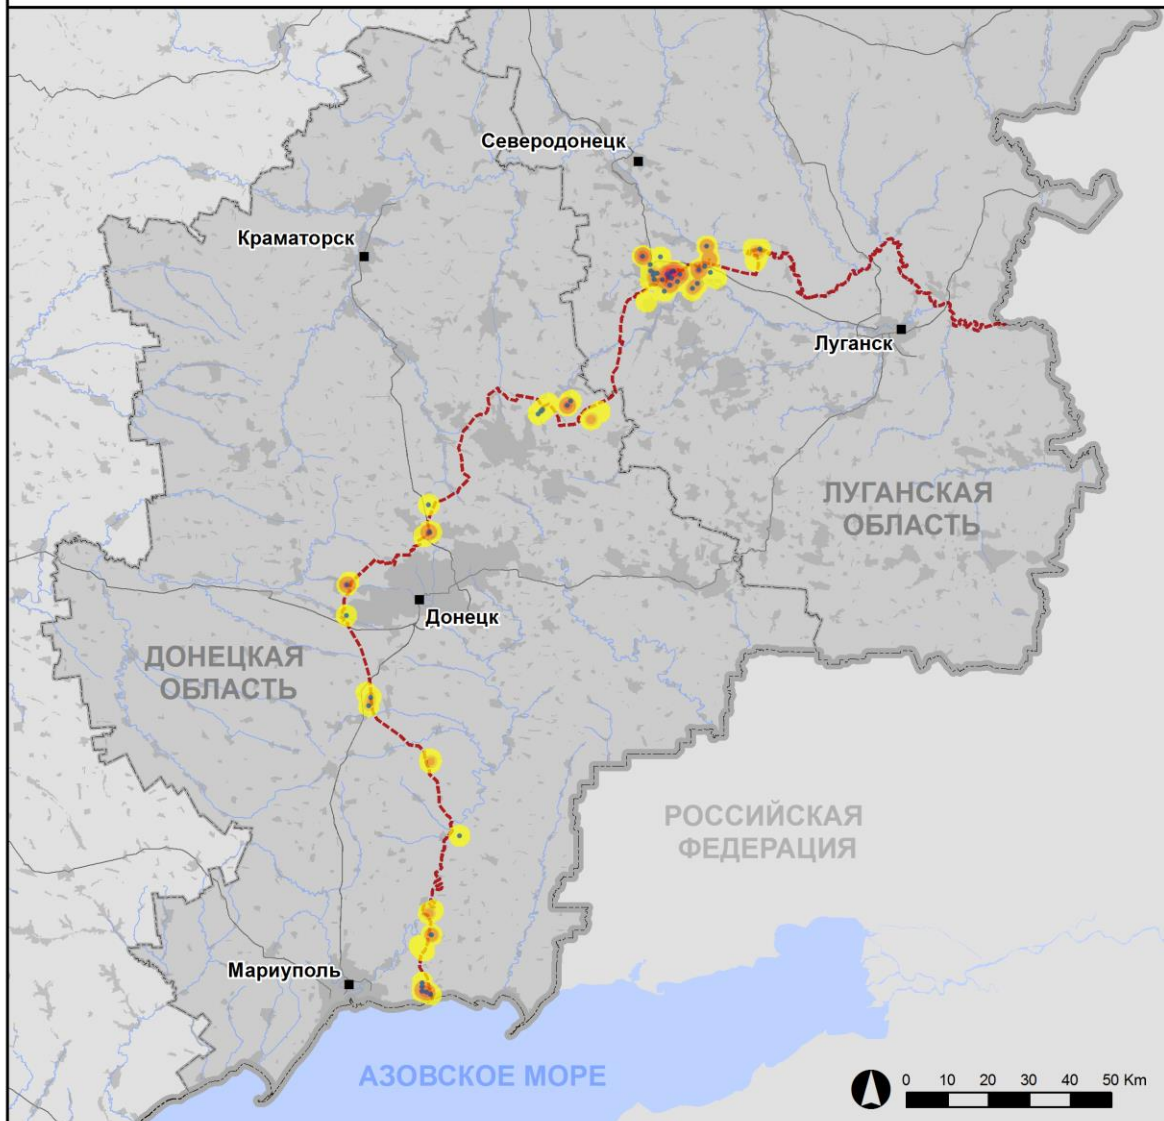 Северодонецк
Краматорск
Луганск
ЛУГАНСКАЯ
ОБЛАСТЬ
Донецк
ДОНЕЦКАЯ
ОБЛАСТЬ
РОССИЙСКАЯ
ФЕДЕРАЦИЯ
Мариуполь
АЗОВСКОЕ МОРЕ
0 10 20 30 40 50 Km